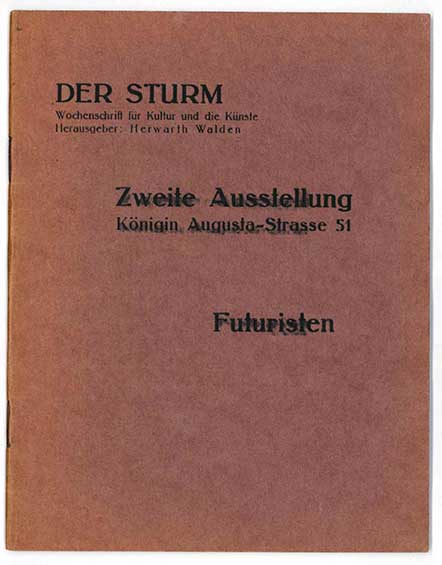 DER STURM
Wochenschrift für Kultur und die Künste
Herausgeber: Herwarth Walden
Zweite Ausstellung
Königin Augusta-Strasse 51
Futuristen